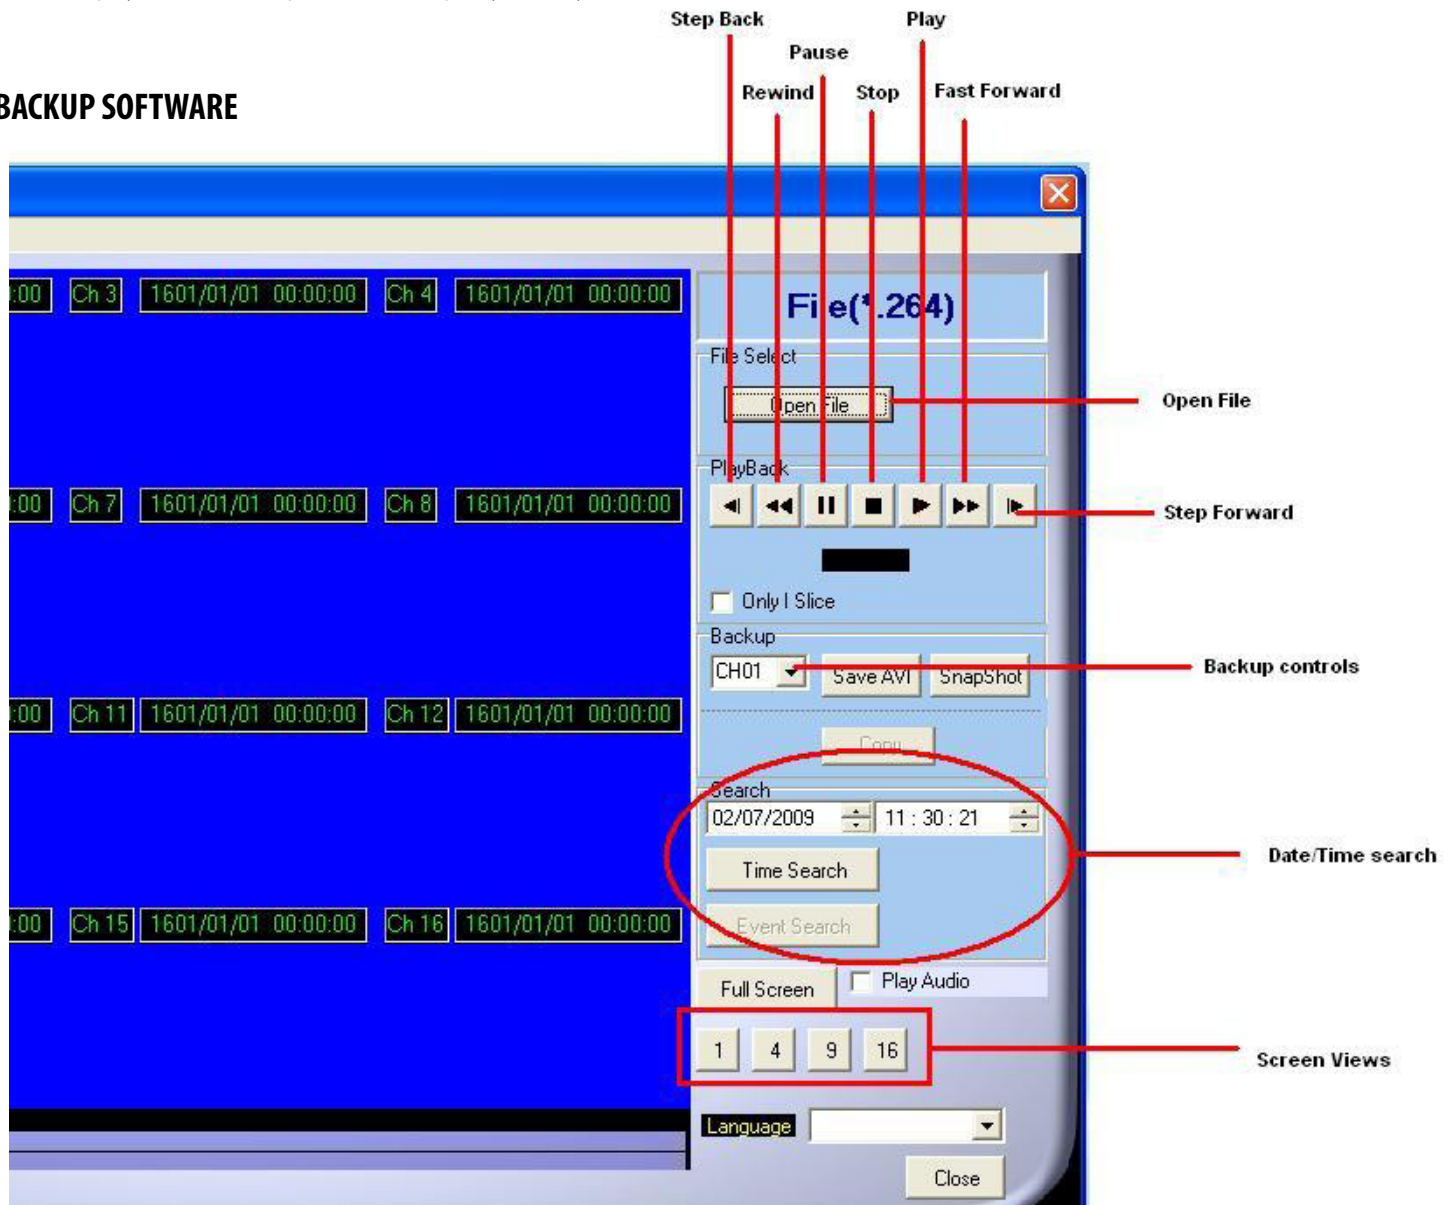 Step Back
Play
Pause
Rewind
Stop
Fast Forward
BACKUP SOFTWARE
:00 Ch 3 1601/01/01 00:00:00 Ch 4 1601/01/01 00:00:00
File(*.264)
File Select
Open File
Open File
PlayBack
:00 Ch 7 1601/01/01 00:00:00 Ch 8 1601/01/01 00:00:00
Step Forward
Only I Slice
Backup
CH01 Save AVI SnapShot
Backup controls
:00 Ch 11 1601/01/01 00:00:00 Ch 12 1601/01/01 00:00:00
Copy
Search
02/07/2009 11 : 30 : 21
Time Search
Date/Time search
:00 Ch 15 1601/01/01 00:00:00 Ch 16 1601/01/01 00:00:00
Event Search
Full Screen Play Audio
1 4 9 16
Screen Views
Language
Close